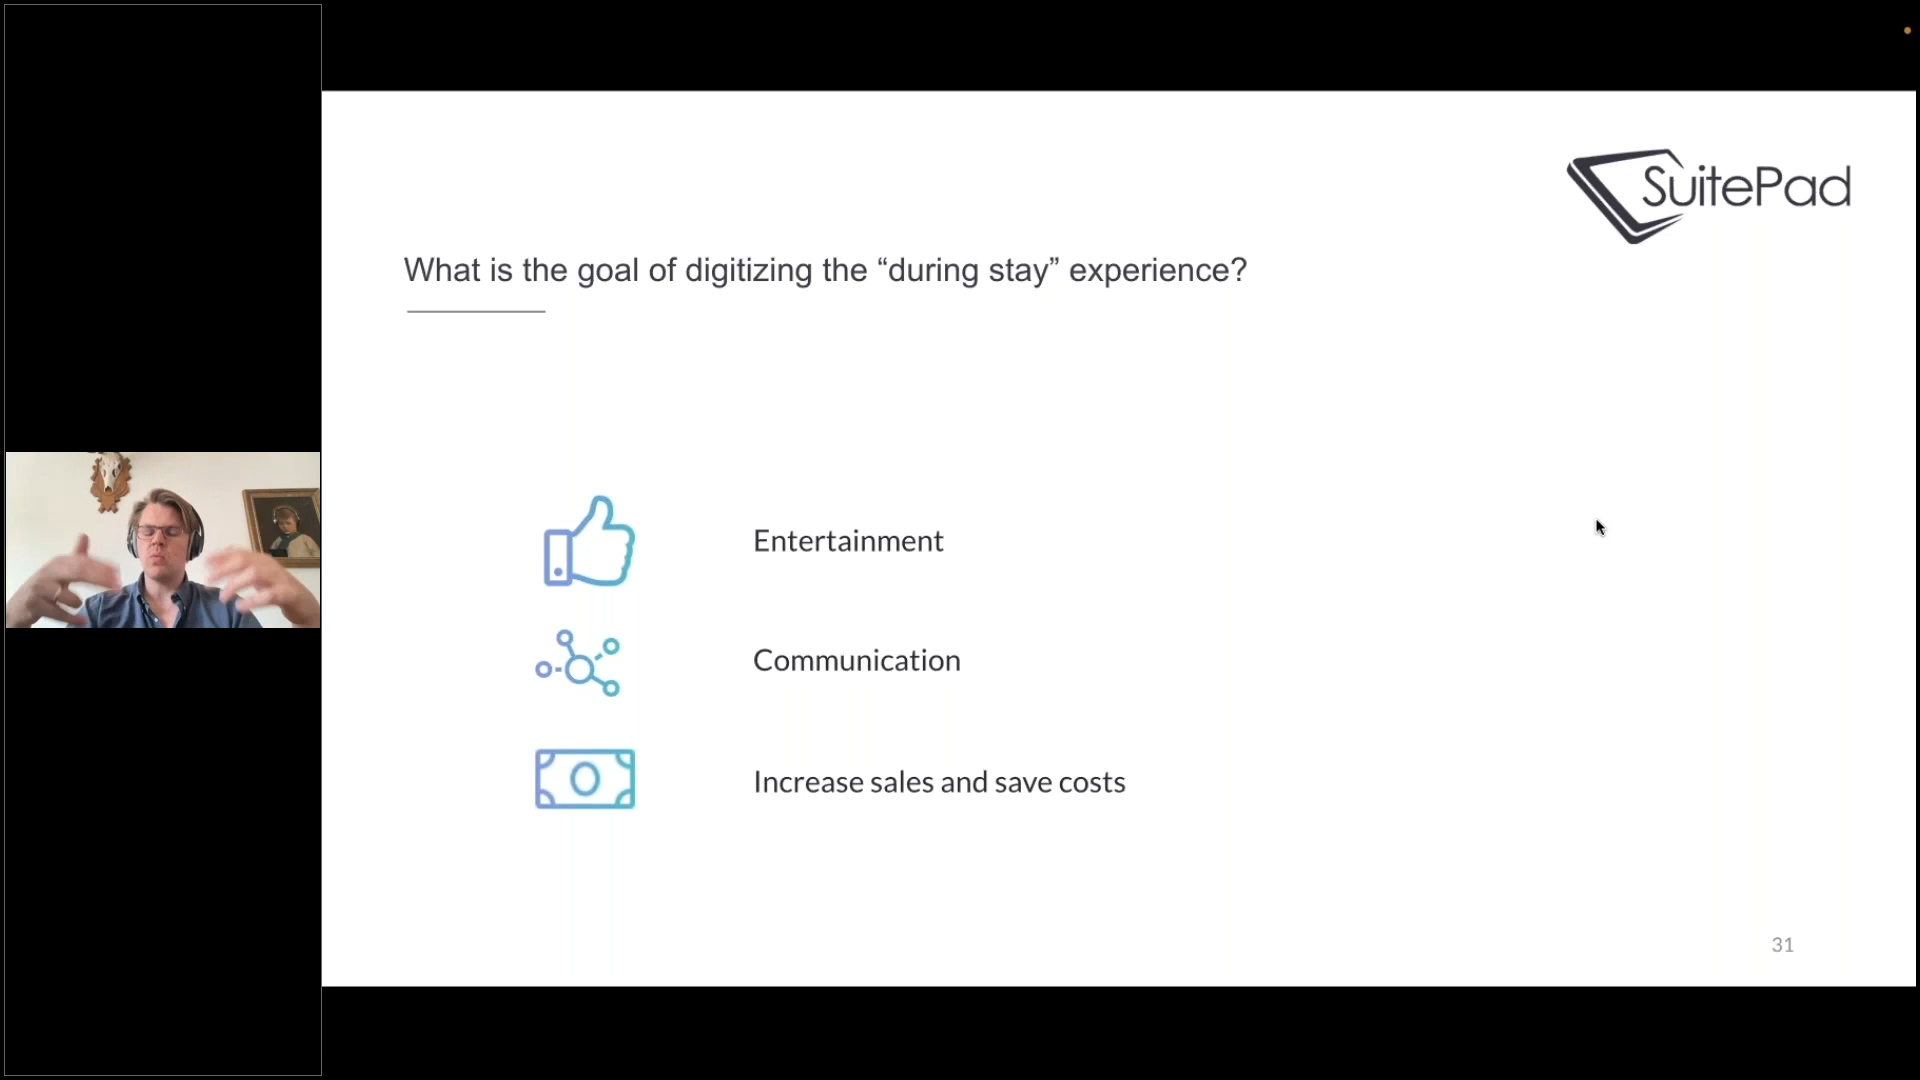 SuitePad
What is the goal of digitizing the “during stay” experience?
Entertainment
Communication
Increase sales and save costs
31